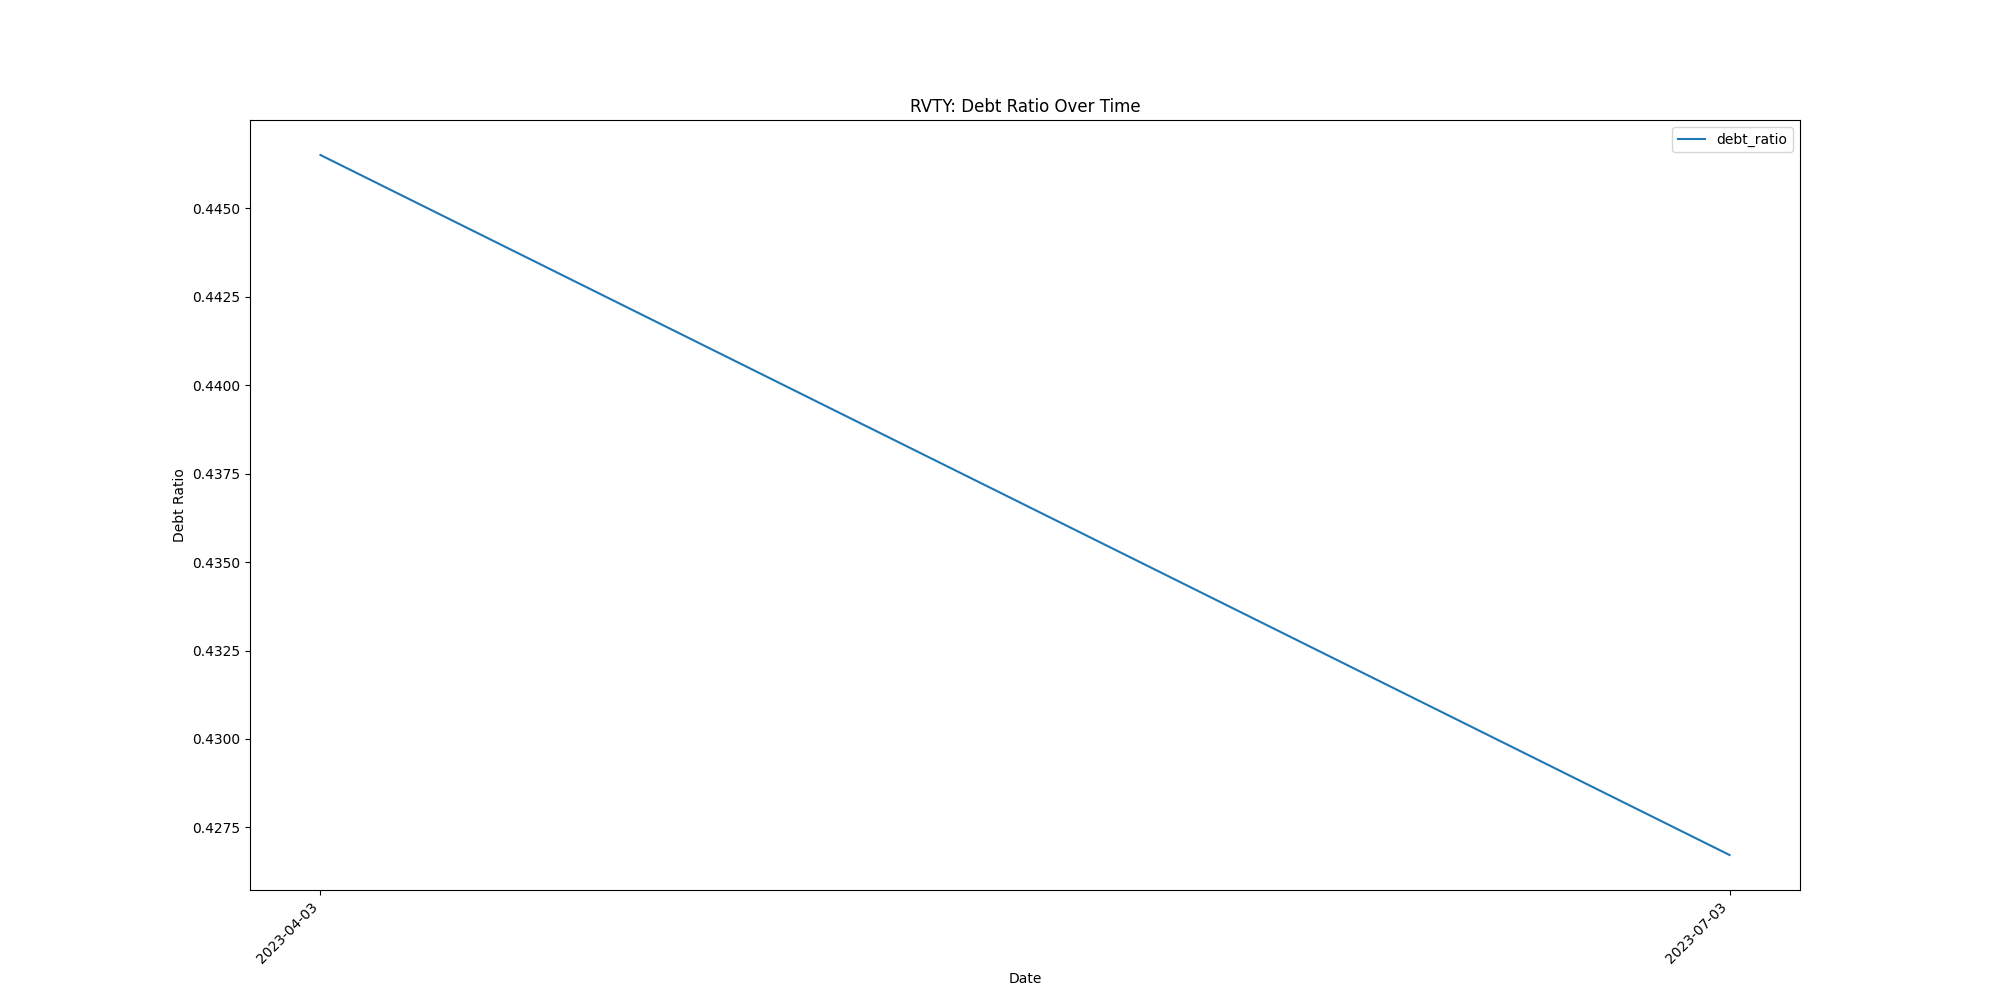 RVTY: Debt Ratio Over Time
debt_ratio
0.4450
0.4425
0.4400
0.4375
0.4350
0.4325
0.4300
0.4275
Debt Ratio
2023-04-03
2023-07-03
Date